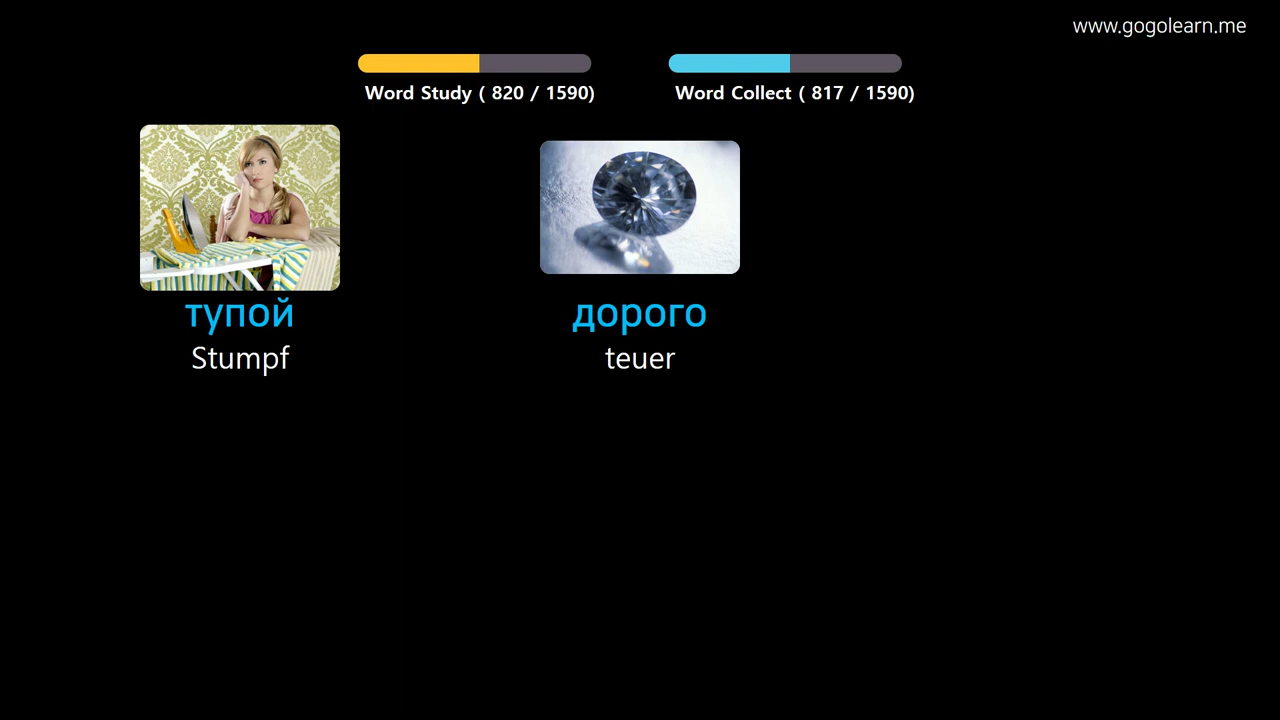 www.gogolearn.me
Word Study ( 820 / 1590)
Word Collect ( 817 / 1590)
тупой
Stumpf
дорого
teuer